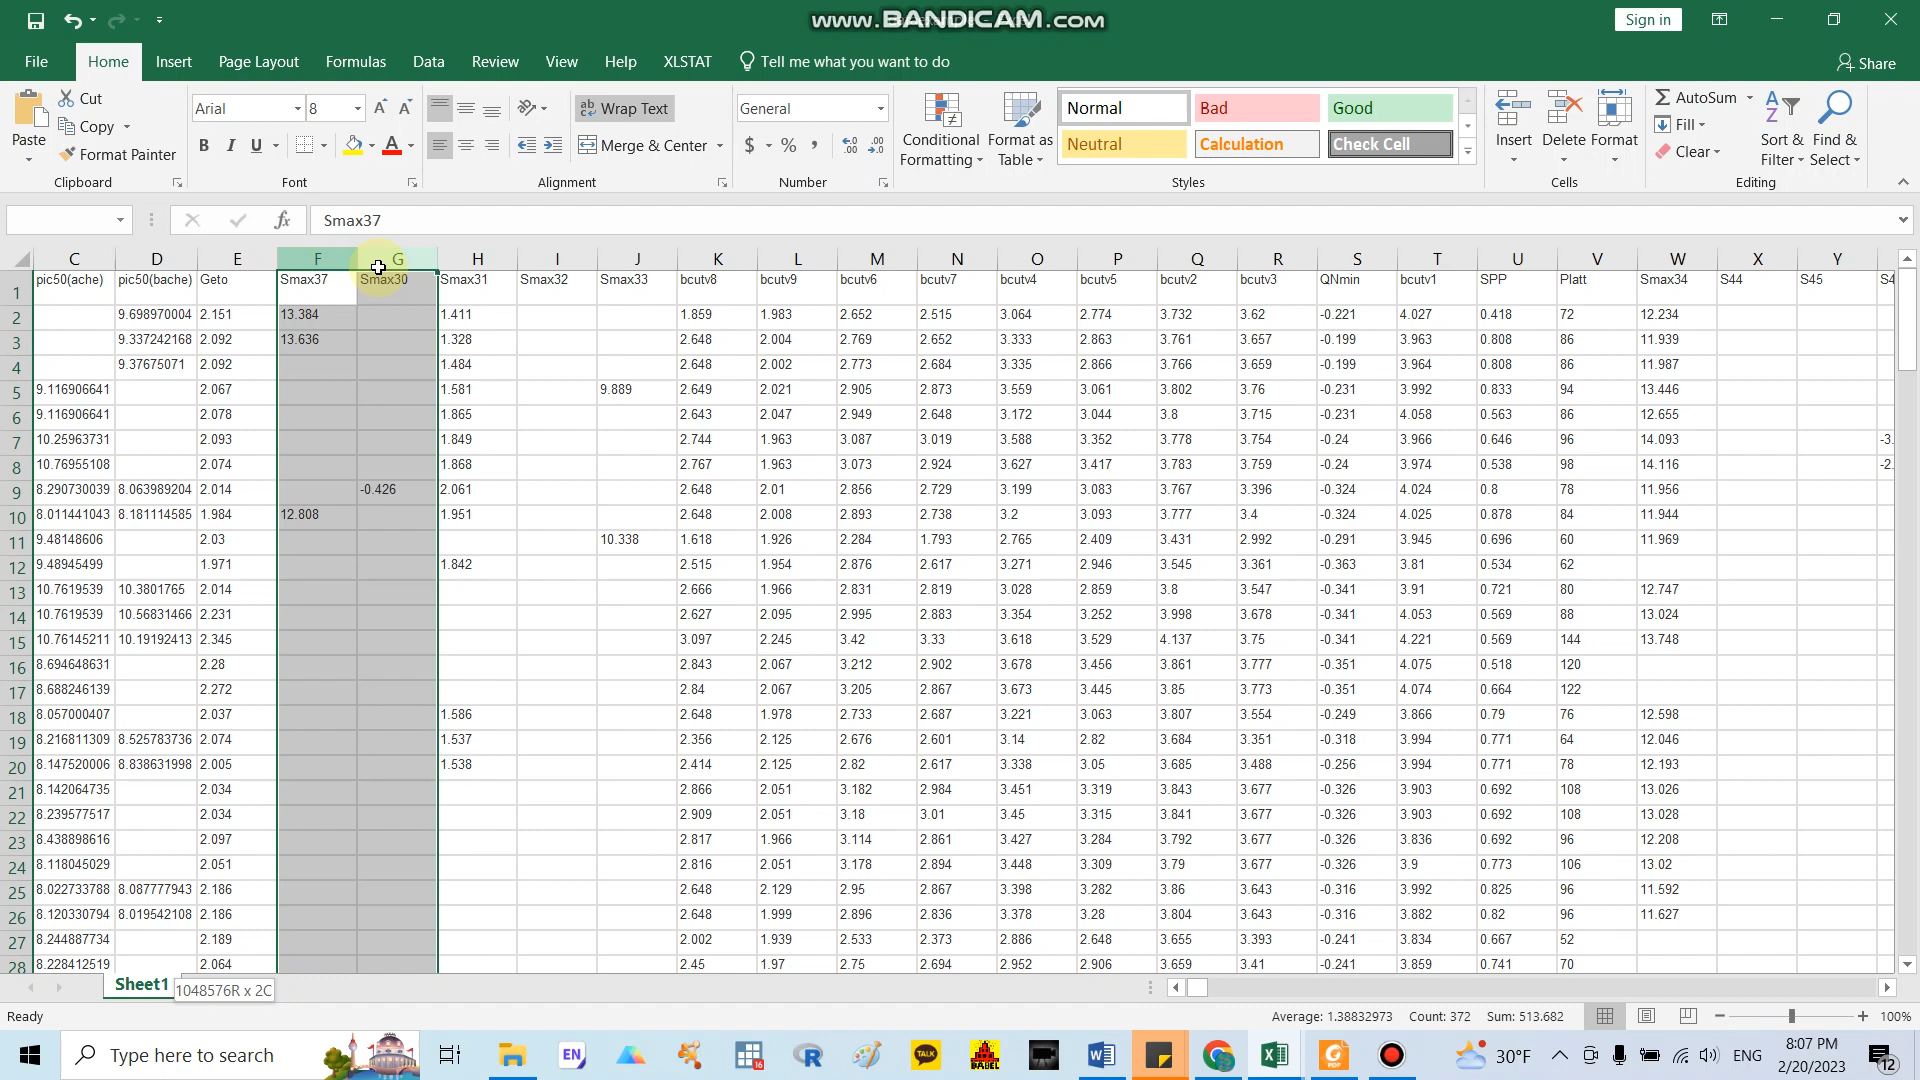 www.BANDICAM.com
Sign in
File Home Insert Page Layout Formulas Data Review View Help XLSTAT Tell me what you want to do Share
Paste Cut Copy Format Painter Clipboard
Arial 8 B I U Font
Wrap Text Merge & Center Alignment
General $ % Number
Conditional Formatting Format as Table
Normal Bad Good
Neutral Calculation Check Cell
Styles
Insert Delete Format Cells
AutoSum Fill Clear Sort & Filter Find & Select Editing
fx Smax37
C D E F G H I J K L M N O P Q R S T U V W X Y
1 pic50(ache) pic50(bache) Geto Smax37 Smax30 Smax31 Smax32 Smax33 bcutv8 bcutv9 bcutv6 bcutv7 bcutv4 bcutv5 bcutv2 bcutv3 QNmin bcutv1 SPP Platt Smax34 S44 S45 S4
2 9.698970004 2.151 13.384 1.411 1.859 1.983 2.652 2.515 3.064 2.774 3.732 3.62 -0.221 4.027 0.418 72 12.234
3 9.337242168 2.092 13.636 1.328 2.648 2.004 2.769 2.652 3.333 2.863 3.761 3.657 -0.199 3.963 0.808 86 11.939
4 9.37675071 2.092 1.484 2.648 2.002 2.773 2.684 3.335 2.866 3.766 3.659 -0.199 3.964 0.808 86 11.987
5 9.116906641 2.067 1.581 9.889 2.649 2.021 2.905 2.873 3.559 3.061 3.802 3.76 -0.231 3.992 0.833 94 13.446
6 9.116906641 2.078 1.865 2.643 2.047 2.949 2.648 3.172 3.044 3.8 3.715 -0.231 4.058 0.563 86 12.655
7 10.25963731 2.093 1.849 2.744 1.963 3.087 3.019 3.588 3.352 3.778 3.754 -0.24 3.966 0.646 96 14.093 -3.
8 10.76955108 2.074 1.868 2.767 1.963 3.073 2.924 3.627 3.417 3.783 3.759 -0.24 3.974 0.538 98 14.116 -2.
9 8.290730039 8.063989204 2.014 -0.426 2.061 2.648 2.01 2.856 2.729 3.199 3.083 3.767 3.396 -0.324 4.024 0.8 78 11.956
10 8.011441043 8.181114585 1.984 12.808 1.951 2.648 2.008 2.893 2.738 3.2 3.093 3.777 3.4 -0.324 4.025 0.878 84 11.944
11 9.48148606 2.03 10.338 1.618 1.926 2.284 1.793 2.765 2.409 3.431 2.992 -0.291 3.945 0.696 60 11.969
12 9.48945499 1.971 1.842 2.515 1.954 2.876 2.617 3.271 2.946 3.545 3.361 -0.363 3.81 0.534 62
13 10.7619539 10.3801765 2.014 2.666 1.966 2.831 2.819 3.028 2.859 3.8 3.547 -0.341 3.91 0.721 80 12.747
14 10.7619539 10.56831466 2.231 2.627 2.095 2.995 2.883 3.354 3.252 3.998 3.678 -0.341 4.053 0.569 88 13.024
15 10.76145211 10.19192413 2.345 3.097 2.245 3.42 3.33 3.618 3.529 4.137 3.75 -0.341 4.221 0.569 144 13.748
16 8.694648631 2.28 2.843 2.067 3.212 2.902 3.678 3.456 3.861 3.777 -0.351 4.075 0.518 120
17 8.688246139 2.272 2.84 2.067 3.205 2.867 3.673 3.445 3.85 3.773 -0.351 4.074 0.664 122
18 8.057000407 2.037 1.586 2.648 1.978 2.733 2.687 3.221 3.063 3.807 3.554 -0.249 3.866 0.79 76 12.598
19 8.216811309 8.525783736 2.074 1.537 2.356 2.125 2.676 2.601 3.14 2.82 3.684 3.351 -0.318 3.994 0.771 64 12.046
20 8.147520006 8.838631998 2.005 1.538 2.414 2.125 2.82 2.617 3.338 3.05 3.685 3.488 -0.256 3.994 0.771 78 12.193
21 8.142064735 2.034 2.866 2.051 3.182 2.984 3.451 3.319 3.843 3.677 -0.326 3.903 0.692 108 13.026
22 8.239577517 2.034 2.909 2.051 3.18 3.01 3.45 3.315 3.841 3.677 -0.326 3.903 0.692 108 13.028
23 8.438898616 2.097 2.817 1.966 3.114 2.861 3.427 3.284 3.792 3.677 -0.326 3.836 0.692 96 12.208
24 8.118045029 2.051 2.816 2.051 3.178 2.894 3.448 3.309 3.79 3.677 -0.326 3.9 0.773 106 13.02
25 8.022733788 8.087777943 2.186 2.648 2.129 2.95 2.867 3.398 3.282 3.86 3.643 -0.316 3.992 0.825 96 11.592
26 8.120330794 8.019542108 2.186 2.648 1.999 2.896 2.836 3.378 3.28 3.804 3.643 -0.316 3.882 0.82 96 11.627
27 8.244887734 2.189 2.002 1.939 2.533 2.373 2.886 2.648 3.655 3.393 -0.241 3.834 0.667 52
28 8.228412519 2.064 2.45 1.97 2.75 2.694 2.952 2.906 3.659 3.41 -0.241 3.859 0.741 70
Sheet1 1048576R x 2C
Ready Average: 1.38832973 Count: 372 Sum: 513.682 100%
Type here to search EN TALK BABEL 30°F ENG 8:07 PM
2/20/2023 12